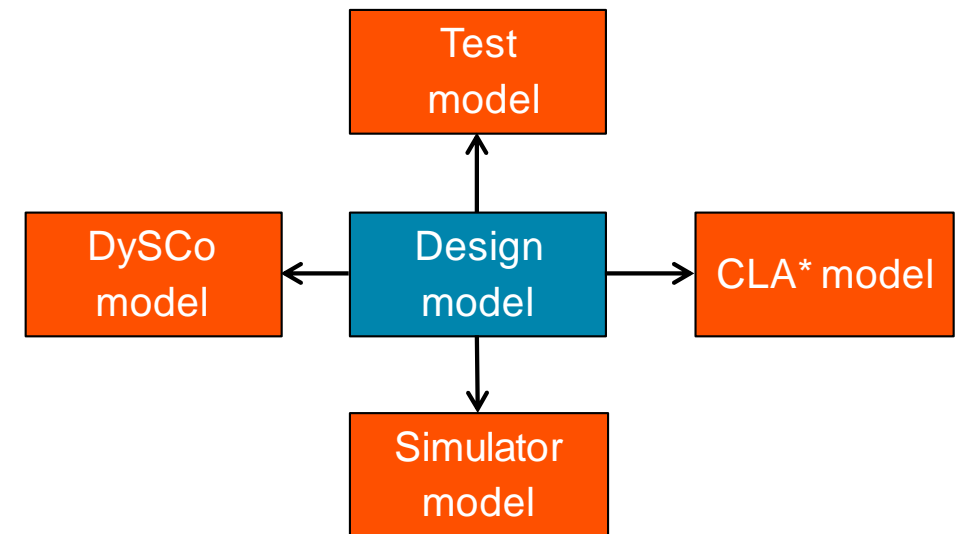 Test
model
DySCo
model
Design
model
CLA* model
Simulator
model